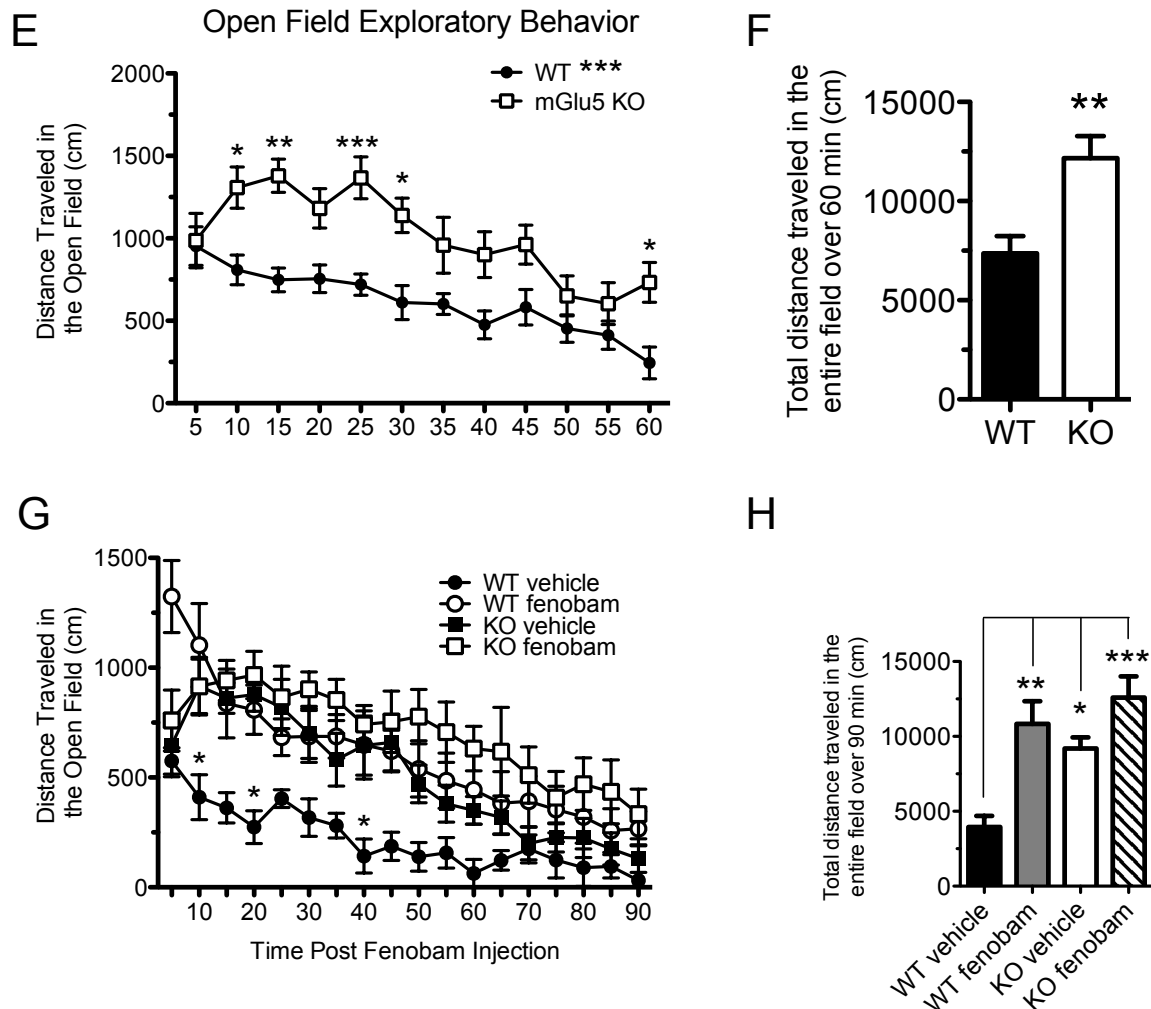 E
Open Field Exploratory Behavior
WT ***
mGlu5 KO
Distance Traveled in
the Open Field (cm)
2000
1500
1000
500
0
* ** *** * *
5 10 15 20 25 30 35 40 45 50 55 60
F
Total distance traveled in the
entire field over 60 min (cm)
15000
10000
5000
0
**
WT KO
G
WT vehicle
WT fenobam
KO vehicle
KO fenobam
Distance Traveled in
the Open Field (cm)
1500
1000
500
0
* * *
10 20 30 40 50 60 70 80 90
Time Post Fenobam Injection
H
Total distance traveled in the
entire field over 90 min (cm)
15000
10000
5000
0
** * ***
WT vehicle
WT fenobam
KO vehicle
KO fenobam